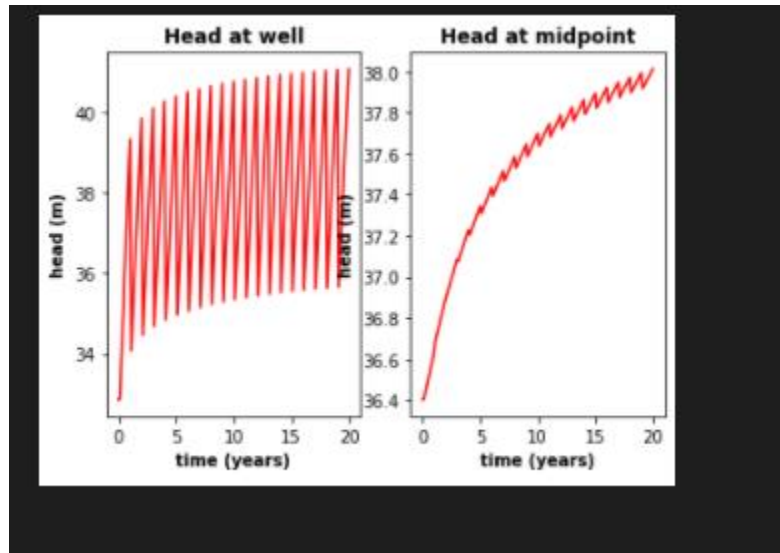 Head at well
head (m)
40
38
36
34
0 5 10 15 20
time (years)
Head at midpoint
head (m)
38.0
37.8
37.6
37.4
37.2
37.0
36.8
36.6
36.4
0 5 10 15 20
time (years)